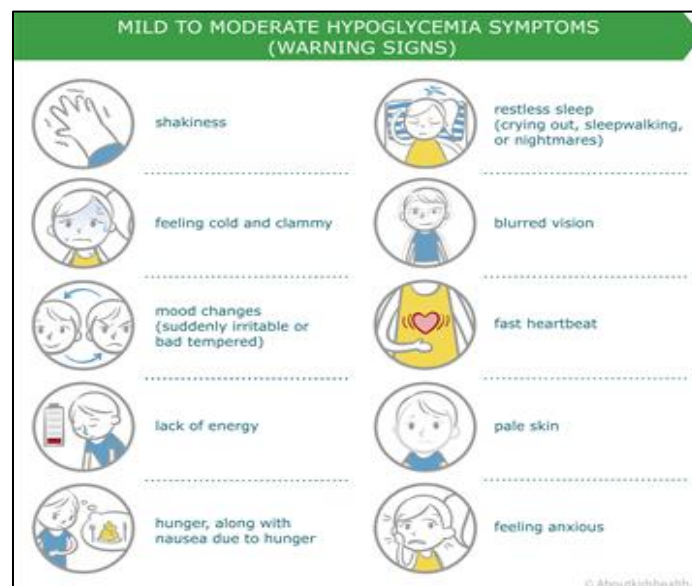 MILD TO MODERATE HYPOGLYCEMIA SYMPTOMS
(WARNING SIGNS)
shakiness
feeling cold and clammy
mood changes
(suddenly irritable or
bad tempered)
lack of energy
hunger, along with
nausea due to hunger
restless sleep
(crying out, sleepwalking,
or nightmares)
blurred vision
fast heartbeat
pale skin
feeling anxious
© Aboutkidshealth